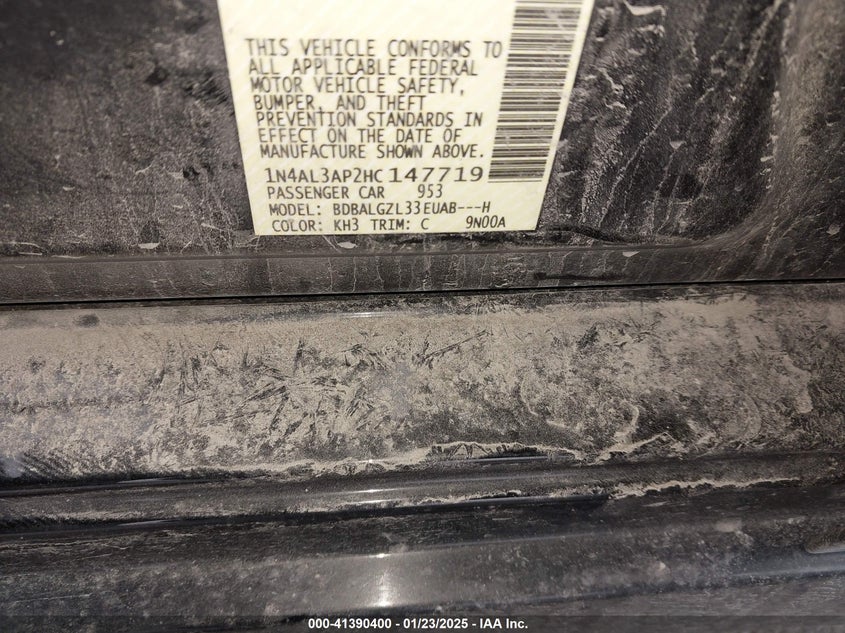 THIS VEHICLE CONFORMS TO
ALL APPLICABLE FEDERAL
MOTOR VEHICLE SAFETY,
BUMPER, AND THEFT
PREVENTION STANDARDS IN
EFFECT ON THE DATE OF
MANUFACTURE SHOWN ABOVE.
1N4AL3AP2HC147719
PASSENGER CAR 953
MODEL: BDBALGZL33EUAB---H
COLOR: KH3 TRIM: C 9N00A
000-41390400 - 01/23/2025 - IAA Inc.